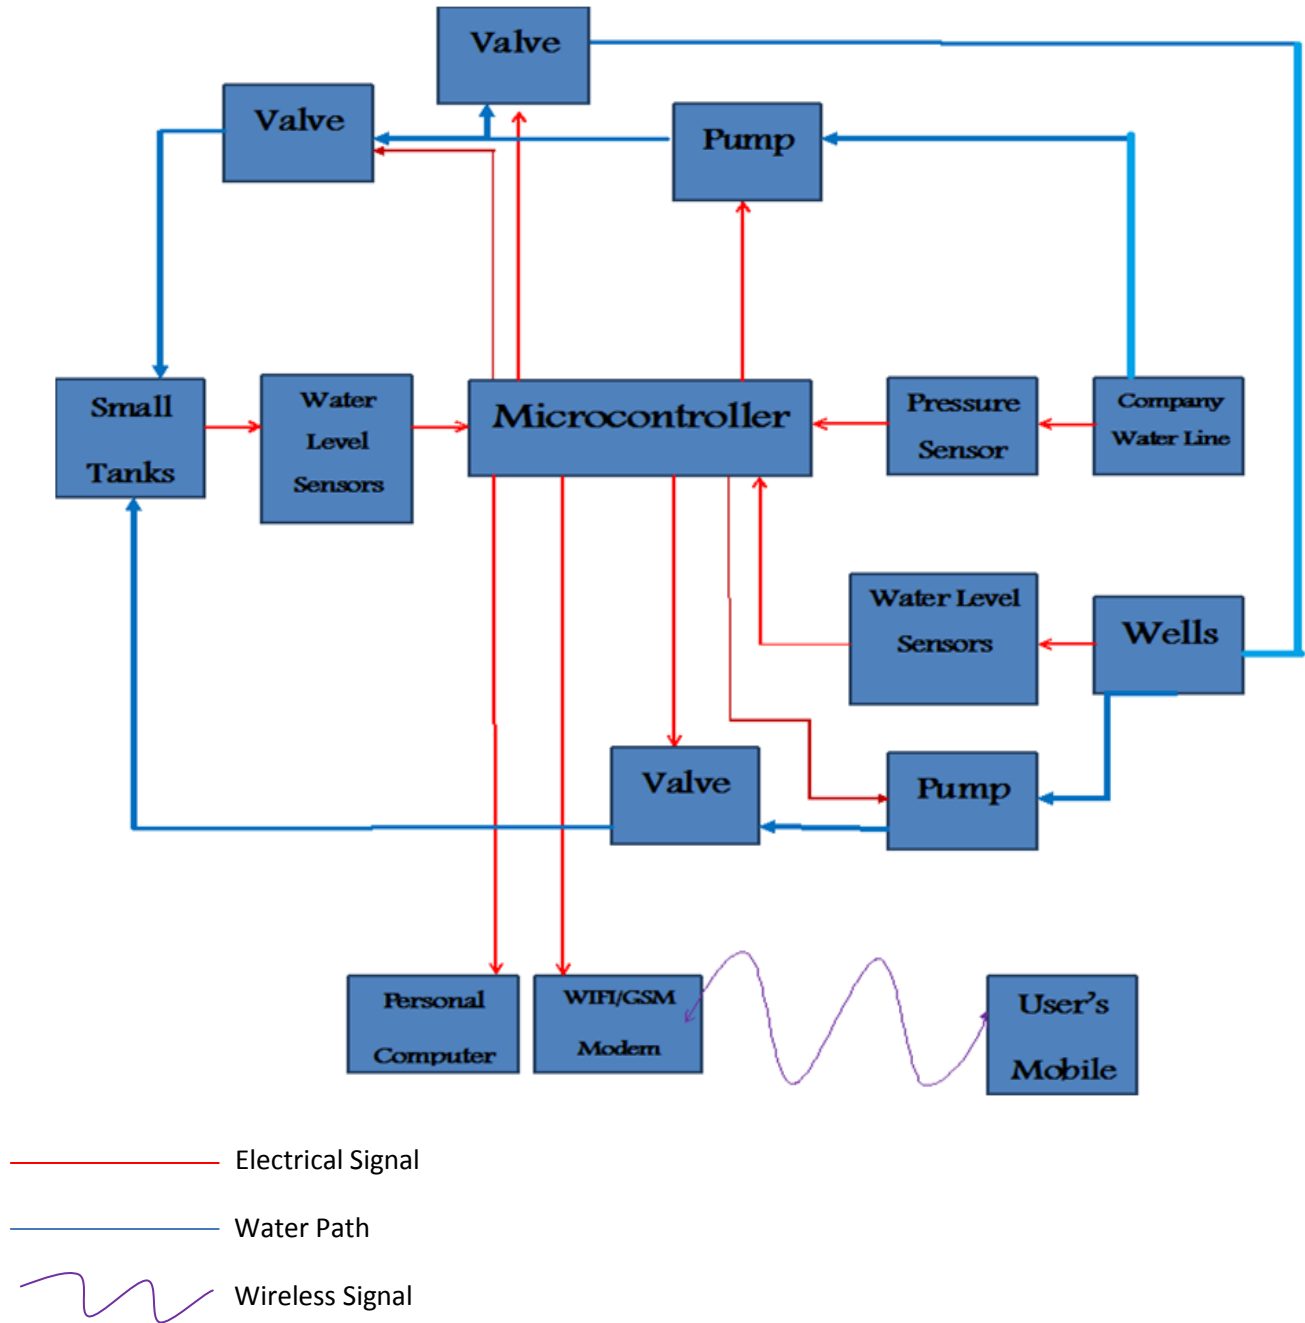 Valve
Valve
Pump
Small
Tanks
Water
Level
Sensors
Microcontroller
Pressure
Sensor
Company
Water Line
Water Level
Sensors
Wells
Valve
Pump
Personal
Computer
WIFI/GSM
Modem
User's
Mobile
Electrical Signal
Water Path
Wireless Signal